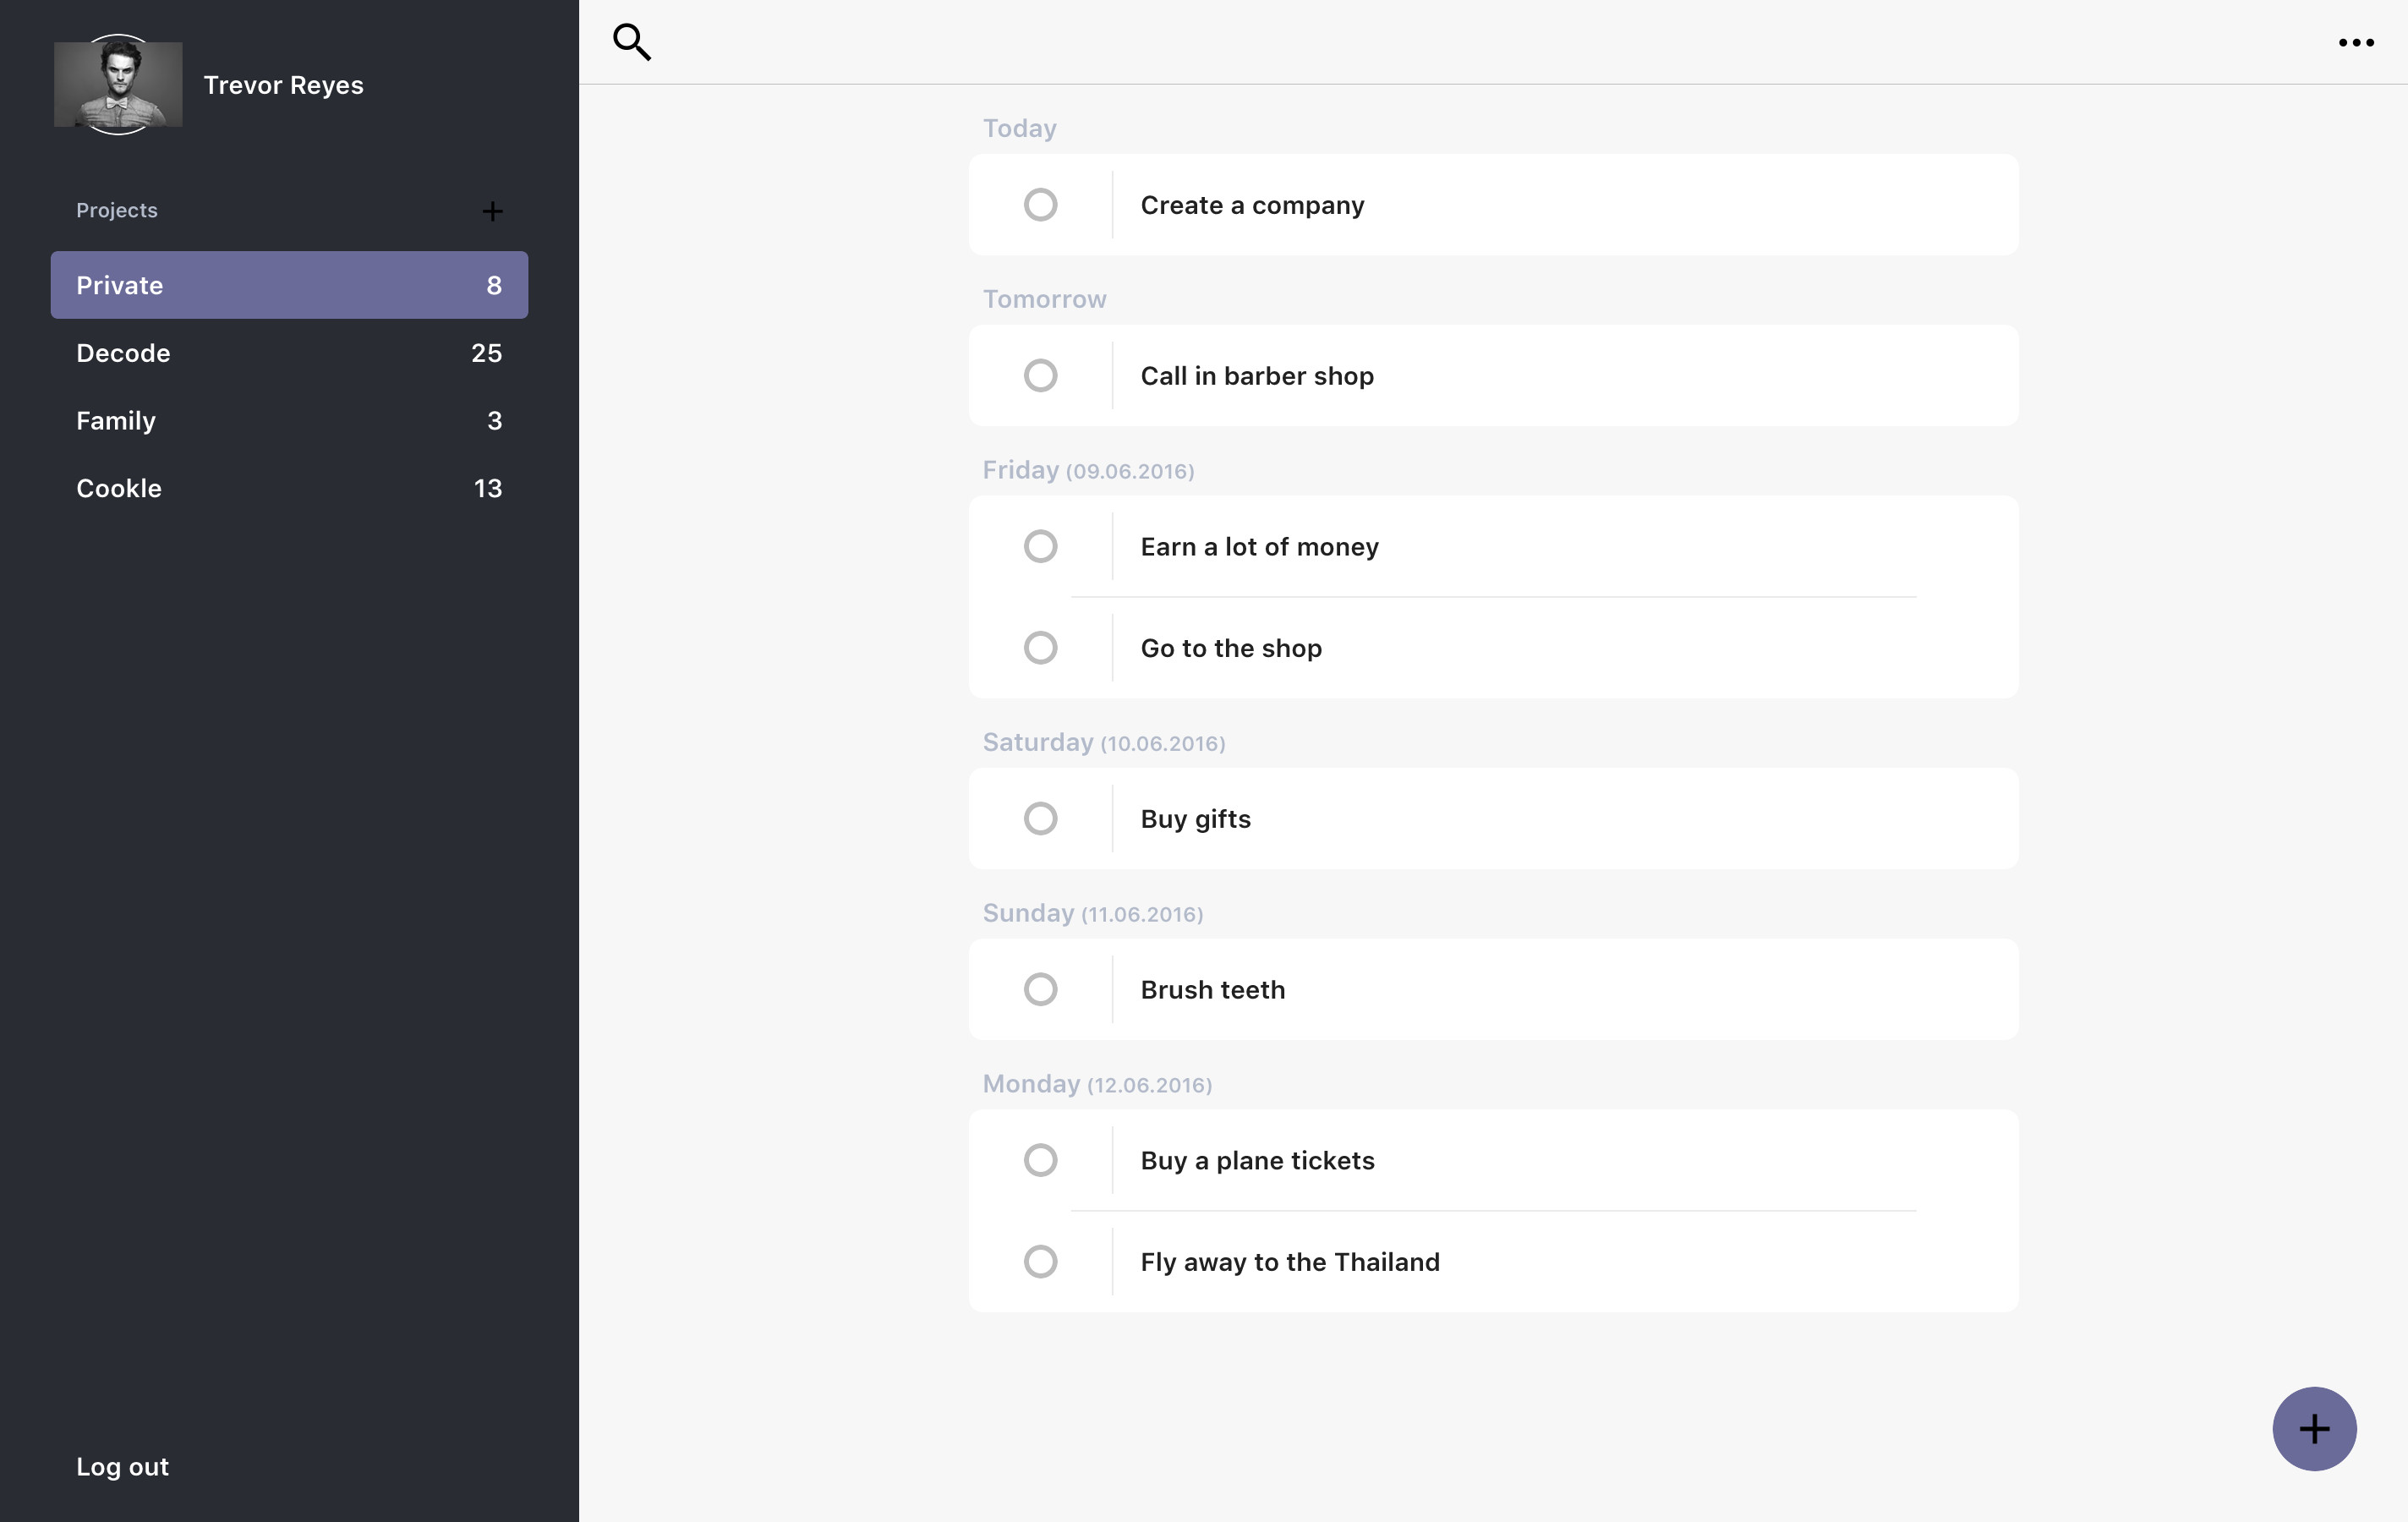 Trevor Reyes
Projects
Private 8
Decode 25
Family 3
Cookle 13
Log out
Today
Create a company
Tomorrow
Call in barber shop
Friday (09.06.2016)
Earn a lot of money
Go to the shop
Saturday (10.06.2016)
Buy gifts
Sunday (11.06.2016)
Brush teeth
Monday (12.06.2016)
Buy a plane tickets
Fly away to the Thailand